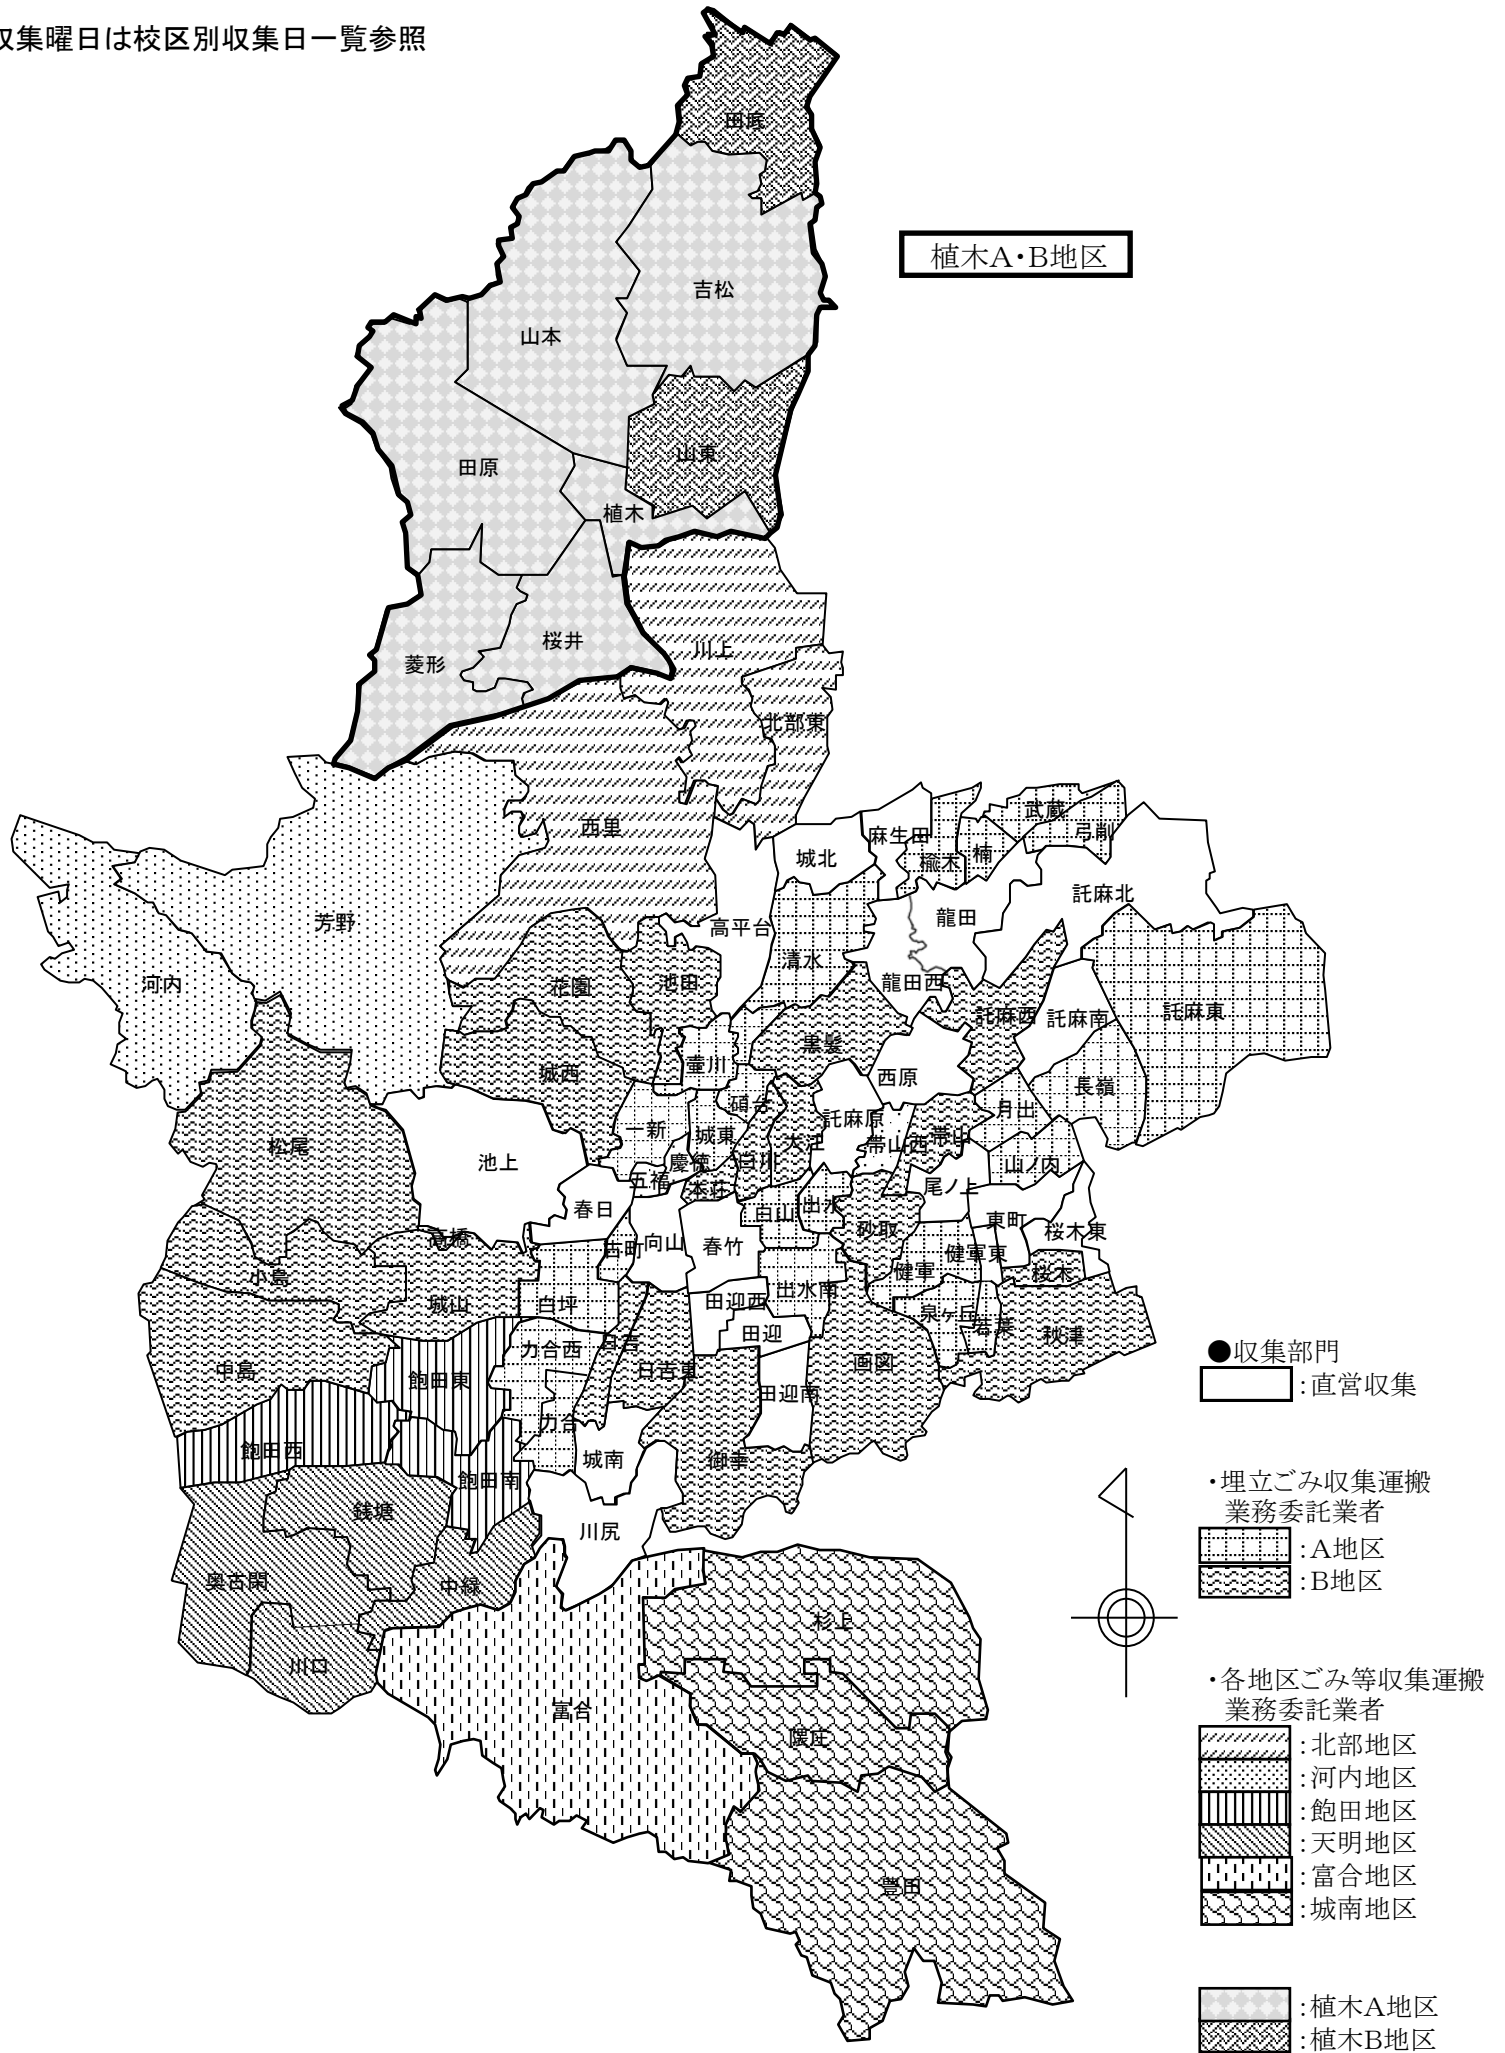 収集曜日は校区別収集日一覧参照
田底
植木A・B地区
吉松
山本
山東
田原
植木
桜井
川上
菱形
北部東
西里
武蔵
弓削
麻生田
城北
楡木
楠
託麻北
芳野
高平台
龍田
清水
河内
花園
池田
龍田西
託麻西
託麻南
託麻東
黒髪
城西
壷川
西原
長嶺
碩台
月出
託麻原
一新
城東
大江
帯山西
帯山
松尾
池上
慶徳
白川
山ノ内
五福
本荘
尾ノ上
春日
白山
出水
東町
砂取
桜木東
高橋
古町
向山
春竹
健軍東
小島
健軍
桜木
城山
白坪
田迎西
出水南
泉ヶ丘
若葉
秋津
田迎
力合西
日吉
中島
飽田東
日吉東
画図
田迎南
●収集部門
:直営収集
力合
飽田西
城南
御幸
飽田南
・埋立ごみ収集運搬
業務委託業者
銭塘
川尻
:A地区
奥古閑
中緑
:B地区
杉上
川口
富合
・各地区ごみ等収集運搬
業務委託業者
隈庄
:北部地区
:河内地区
:飽田地区
:天明地区
:富合地区
豊田
:城南地区
:植木A地区
:植木B地区